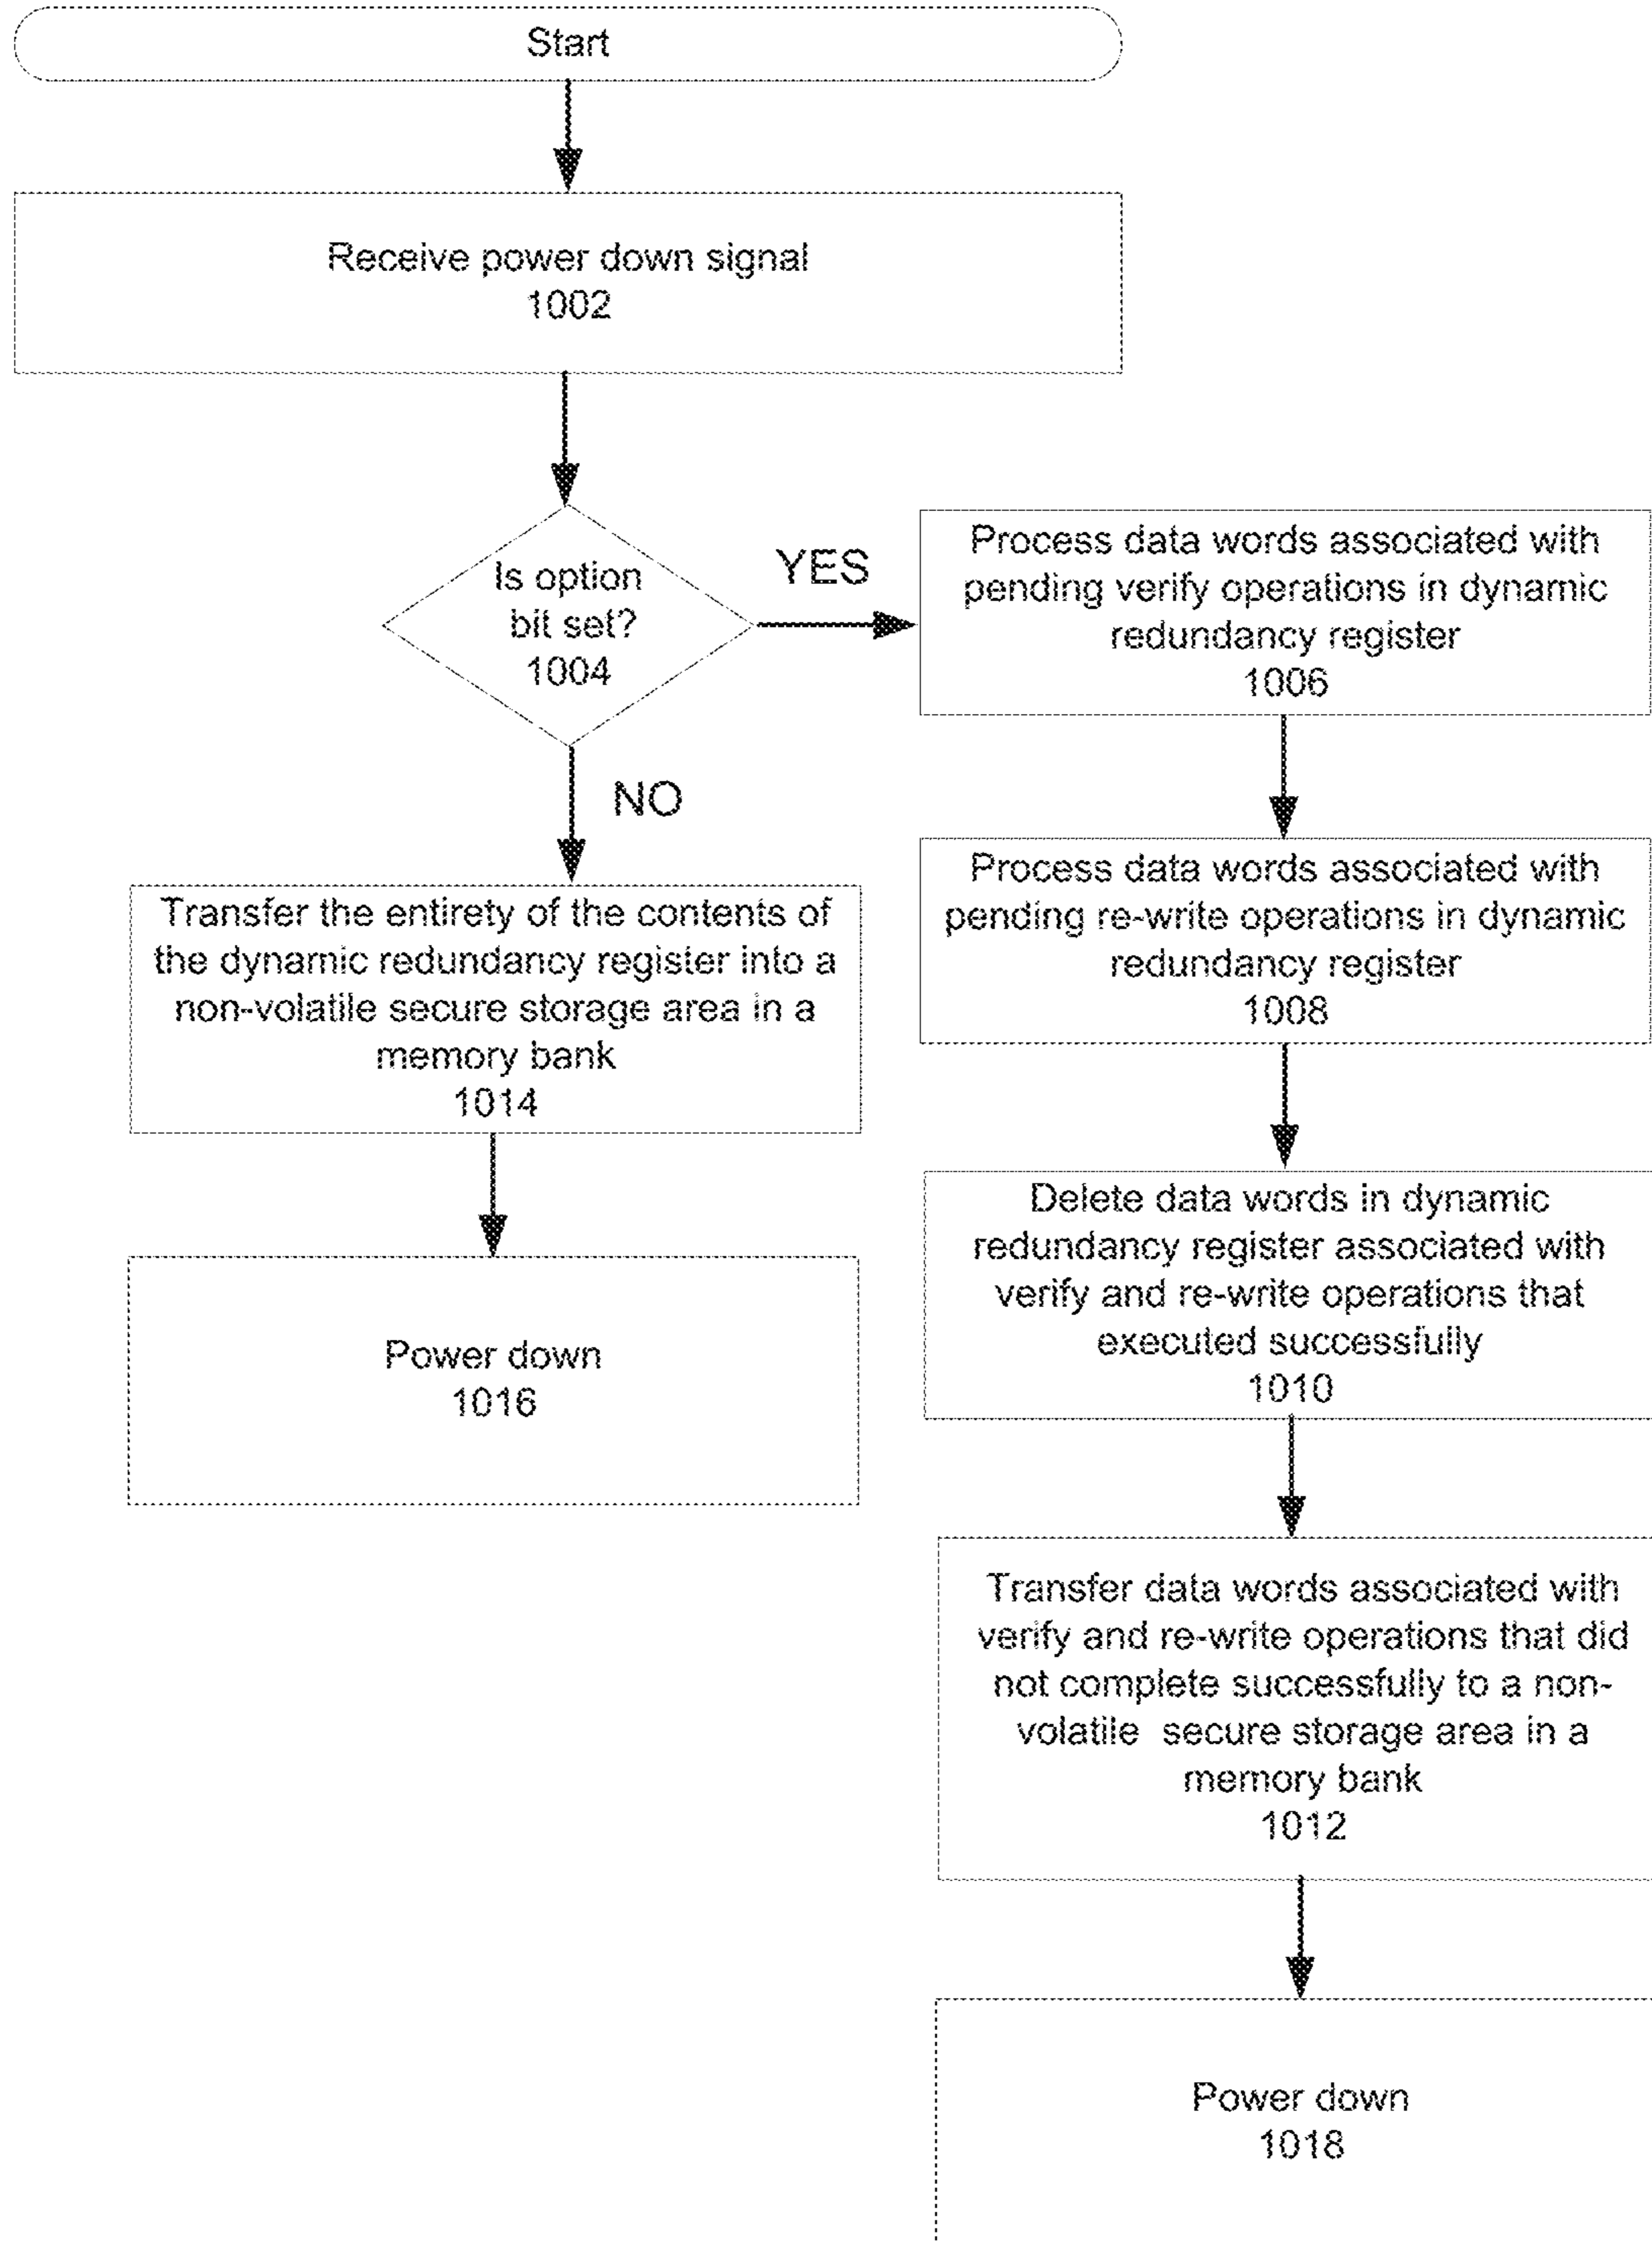 Start
Receive power down signal
1002
Is option
bit set?
1004
YES
NO
Process data words associated with
pending verify operations in dynamic
redundancy register
1006
Process data words associated with
pending re-write operations in dynamic
redundancy register
1008
Transfer the entirety of the contents of
the dynamic redundancy register into a
non-volatile secure storage area in a
memory bank
1014
Delete data words in dynamic
redundancy register associated with
verify and re-write operations that
executed successfully
1010
Power down
1016
Transfer data words associated with
verify and re-write operations that did
not complete successfully to a non-
volatile secure storage area in a
memory bank
1012
Power down
1018